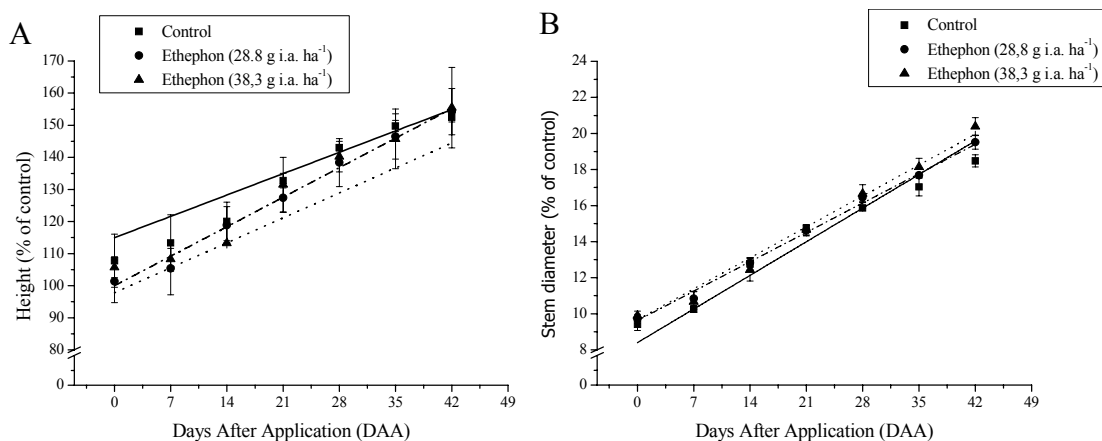 A
Control
Ethephon (28.8 g i.a. ha⁻¹)
Ethephon (38,3 g i.a. ha⁻¹)
170
160
150
140
130
120
110
100
90
80
0
Height (% of control)
0 7 14 21 28 35 42 49
Days After Application (DAA)
B
Control
Ethephon (28,8 g i.a. ha⁻¹)
Ethephon (38,3 g i.a. ha⁻¹)
24
22
20
18
16
14
12
10
8
0
Stem diameter (% of control)
0 7 14 21 28 35 42 49
Days After Application (DAA)